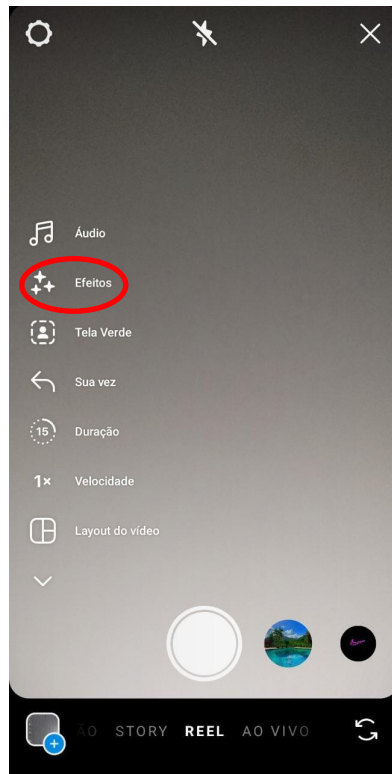 Áudio
Efeitos
Tela Verde
Sua vez
15 Duração
1× Velocidade
Layout do vídeo
ÃO STORY REEL AO VIVO